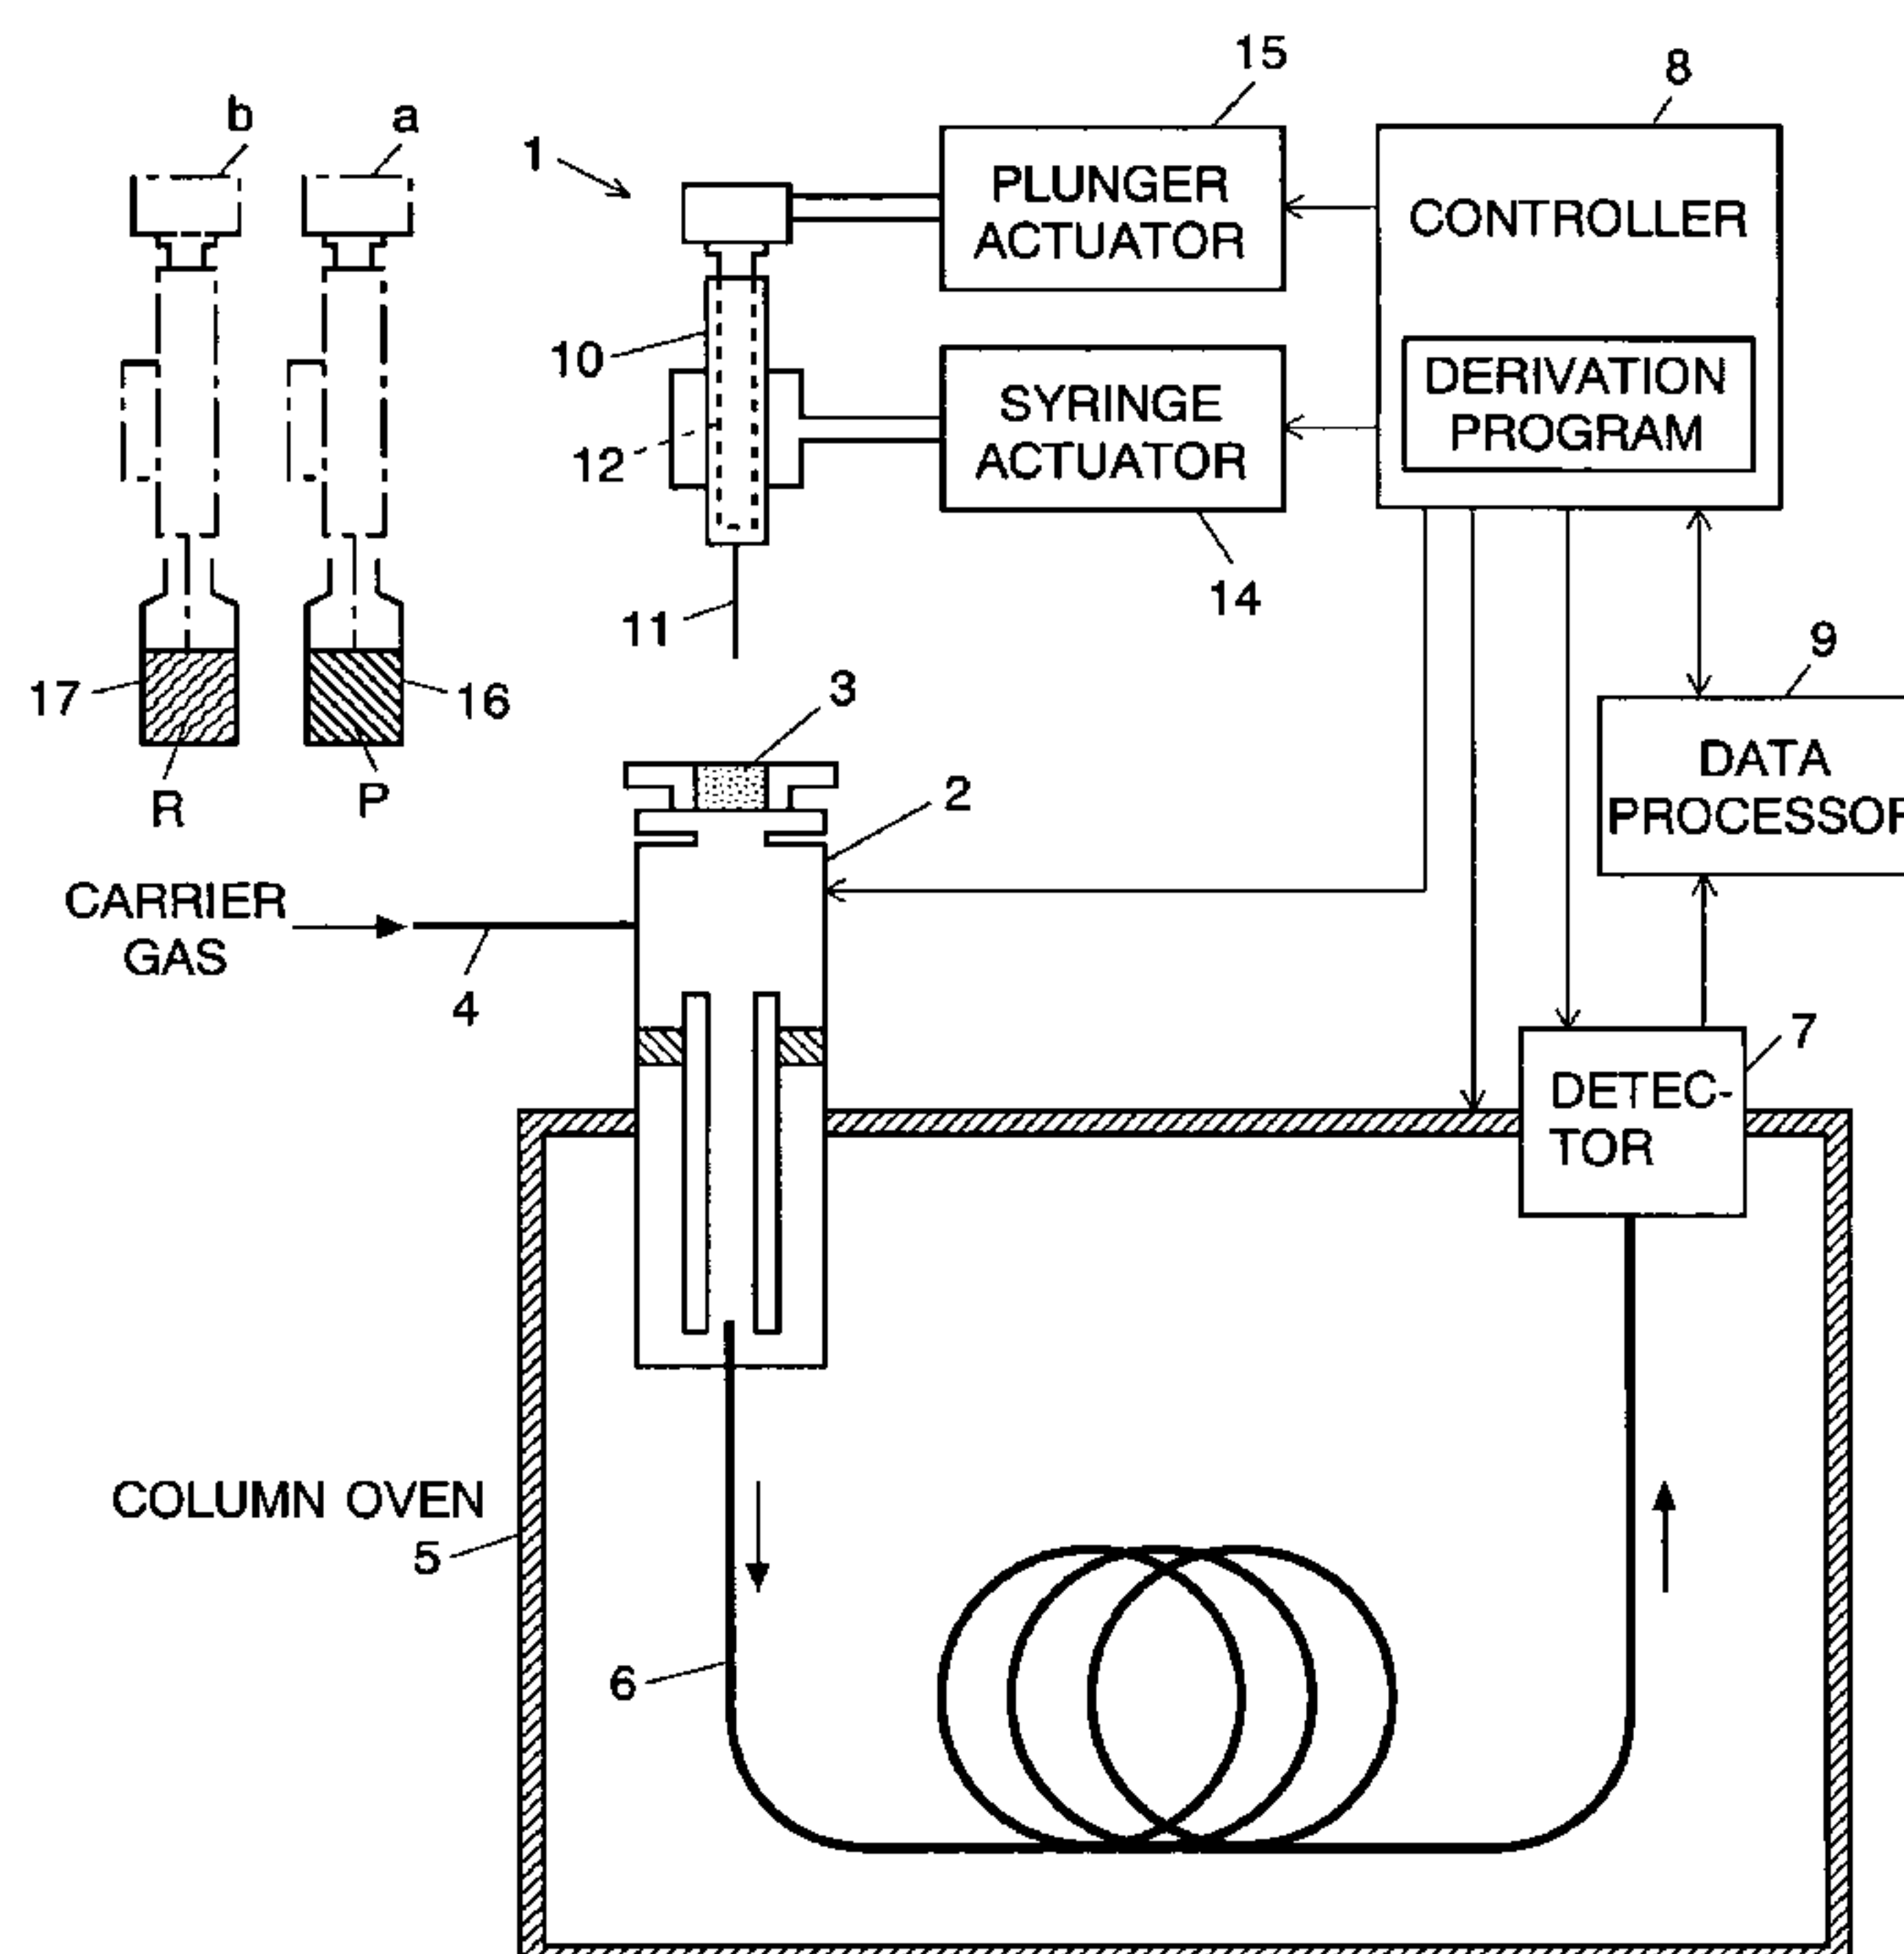 15
8
b
a
1
PLUNGER
ACTUATOR
CONTROLLER
10
SYRINGE
ACTUATOR
DERIVATION
PROGRAM
12
14
11
9
17
16
3
DATA
PROCESSOR
R
P
2
CARRIER
GAS
4
7
DETEC-
TOR
COLUMN OVEN
5
6